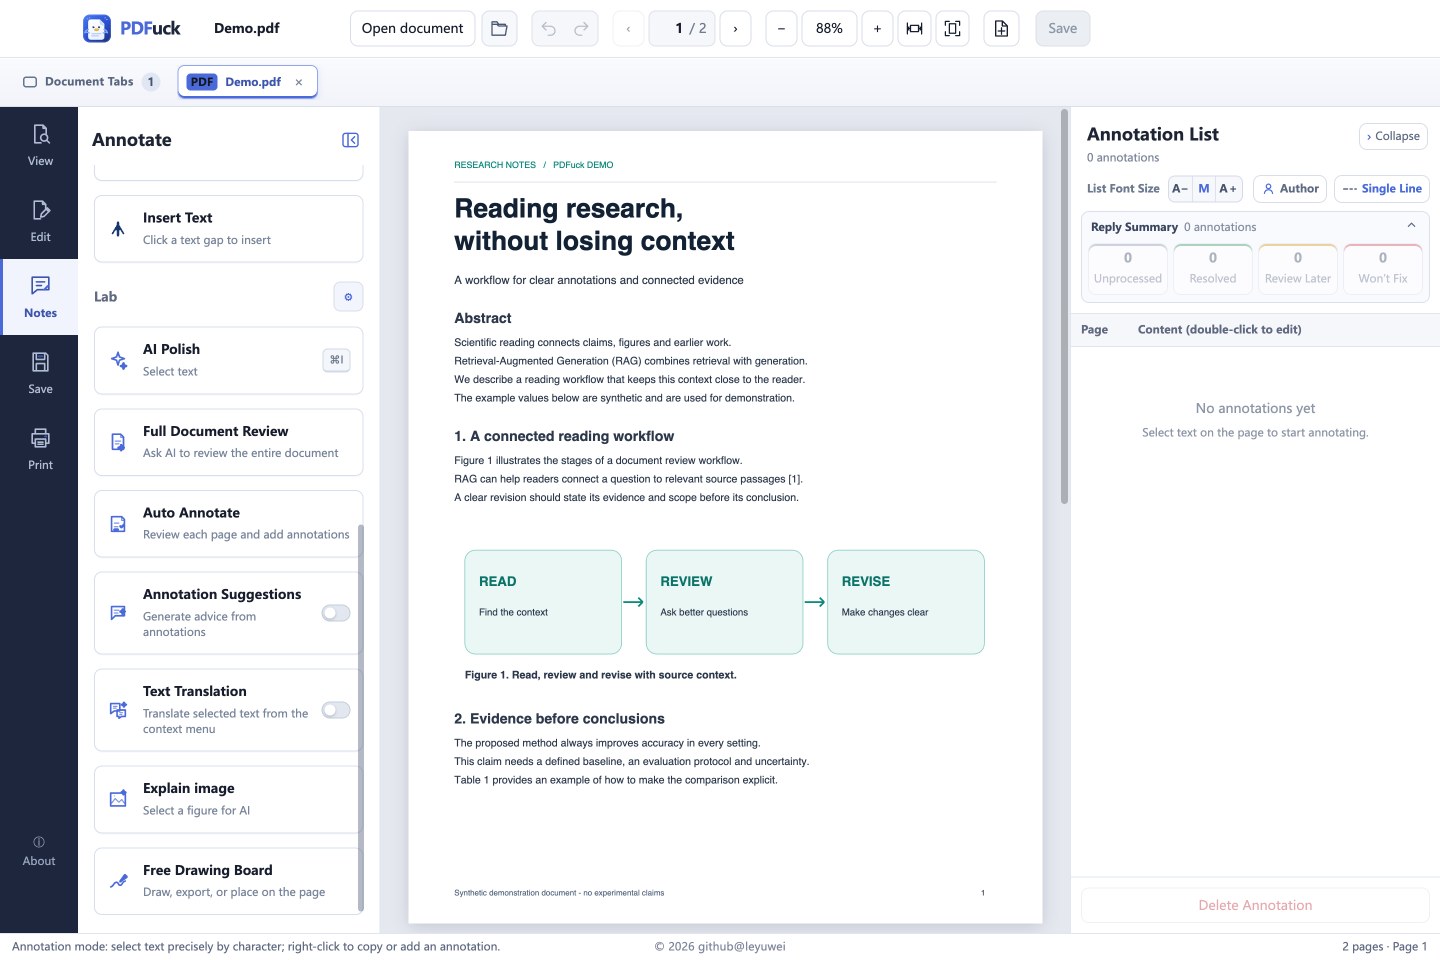 PDFuck
Demo.pdf
Open document
1 / 2
88%
Save
Document Tabs 1
PDF Demo.pdf ×
View
Edit
Notes
Save
Print
About
Annotate
Insert Text
Click a text gap to insert
Lab
AI Polish
Select text
⌘I
Full Document Review
Ask AI to review the entire document
Auto Annotate
Review each page and add annotations
Annotation Suggestions
Generate advice from
annotations
Text Translation
Translate selected text from the
context menu
Explain image
Select a figure for AI
Free Drawing Board
Draw, export, or place on the page
RESEARCH NOTES / PDFuck DEMO
Reading research,
without losing context
A workflow for clear annotations and connected evidence
Abstract
Scientific reading connects claims, figures and earlier work.
Retrieval-Augmented Generation (RAG) combines retrieval with generation.
We describe a reading workflow that keeps this context close to the reader.
The example values below are synthetic and are used for demonstration.
1. A connected reading workflow
Figure 1 illustrates the stages of a document review workflow.
RAG can help readers connect a question to relevant source passages [1].
A clear revision should state its evidence and scope before its conclusion.
READ
Find the context
REVIEW
Ask better questions
REVISE
Make changes clear
Figure 1. Read, review and revise with source context.
2. Evidence before conclusions
The proposed method always improves accuracy in every setting.
This claim needs a defined baseline, an evaluation protocol and uncertainty.
Table 1 provides an example of how to make the comparison explicit.
Synthetic demonstration document - no experimental claims
1
Annotation List
› Collapse
0 annotations
List Font Size A− M A+ Author --- Single Line
Reply Summary 0 annotations
0 Unprocessed
0 Resolved
0 Review Later
0 Won't Fix
Page Content (double-click to edit)
No annotations yet
Select text on the page to start annotating.
Delete Annotation
Annotation mode: select text precisely by character; right-click to copy or add an annotation.
© 2026 github@leyuwei
2 pages · Page 1